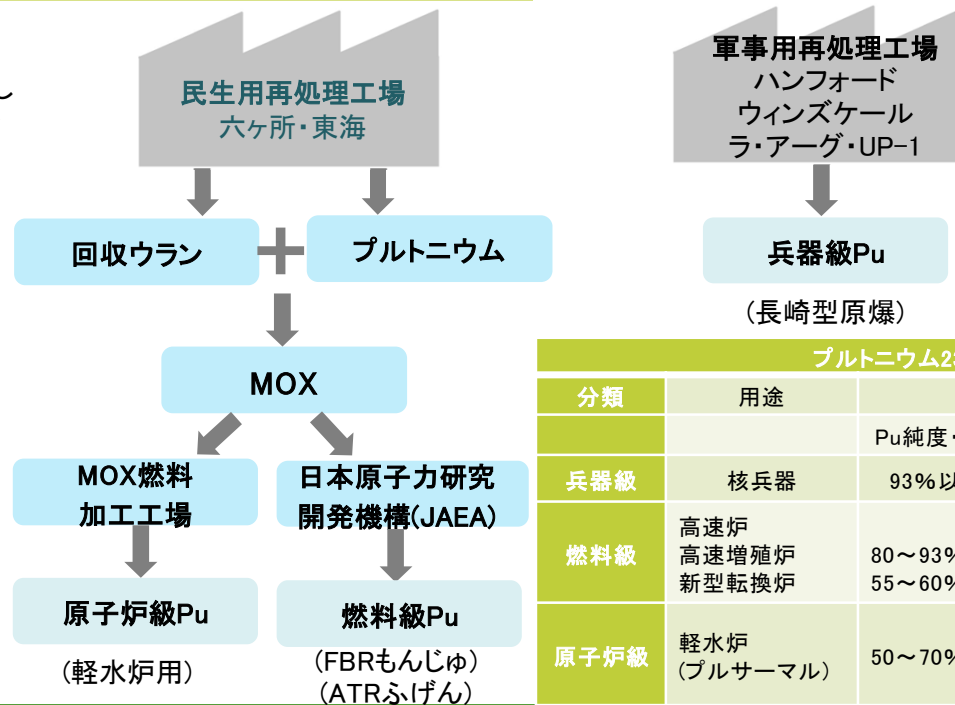 民生用再処理工場
六ヶ所・東海
回収ウラン
プルトニウム
MOX
MOX燃料
加工工場
日本原子力研究
開発機構(JAEA)
原子炉級Pu
(軽水炉用)
燃料級Pu
(FBRもんじゅ)
(ATRふげん)
軍事用再処理工場
ハンフォード
ウィンズケール
ラ・アーグ・UP-1
兵器級Pu
(長崎型原爆)
プルトニウム23
分類 用途
Pu純度・
兵器級 核兵器 93%以
燃料級
高速炉
高速増殖炉 80～93%
新型転換炉 55～60%
原子炉級
軽水炉
(プルサーマル) 50～70%